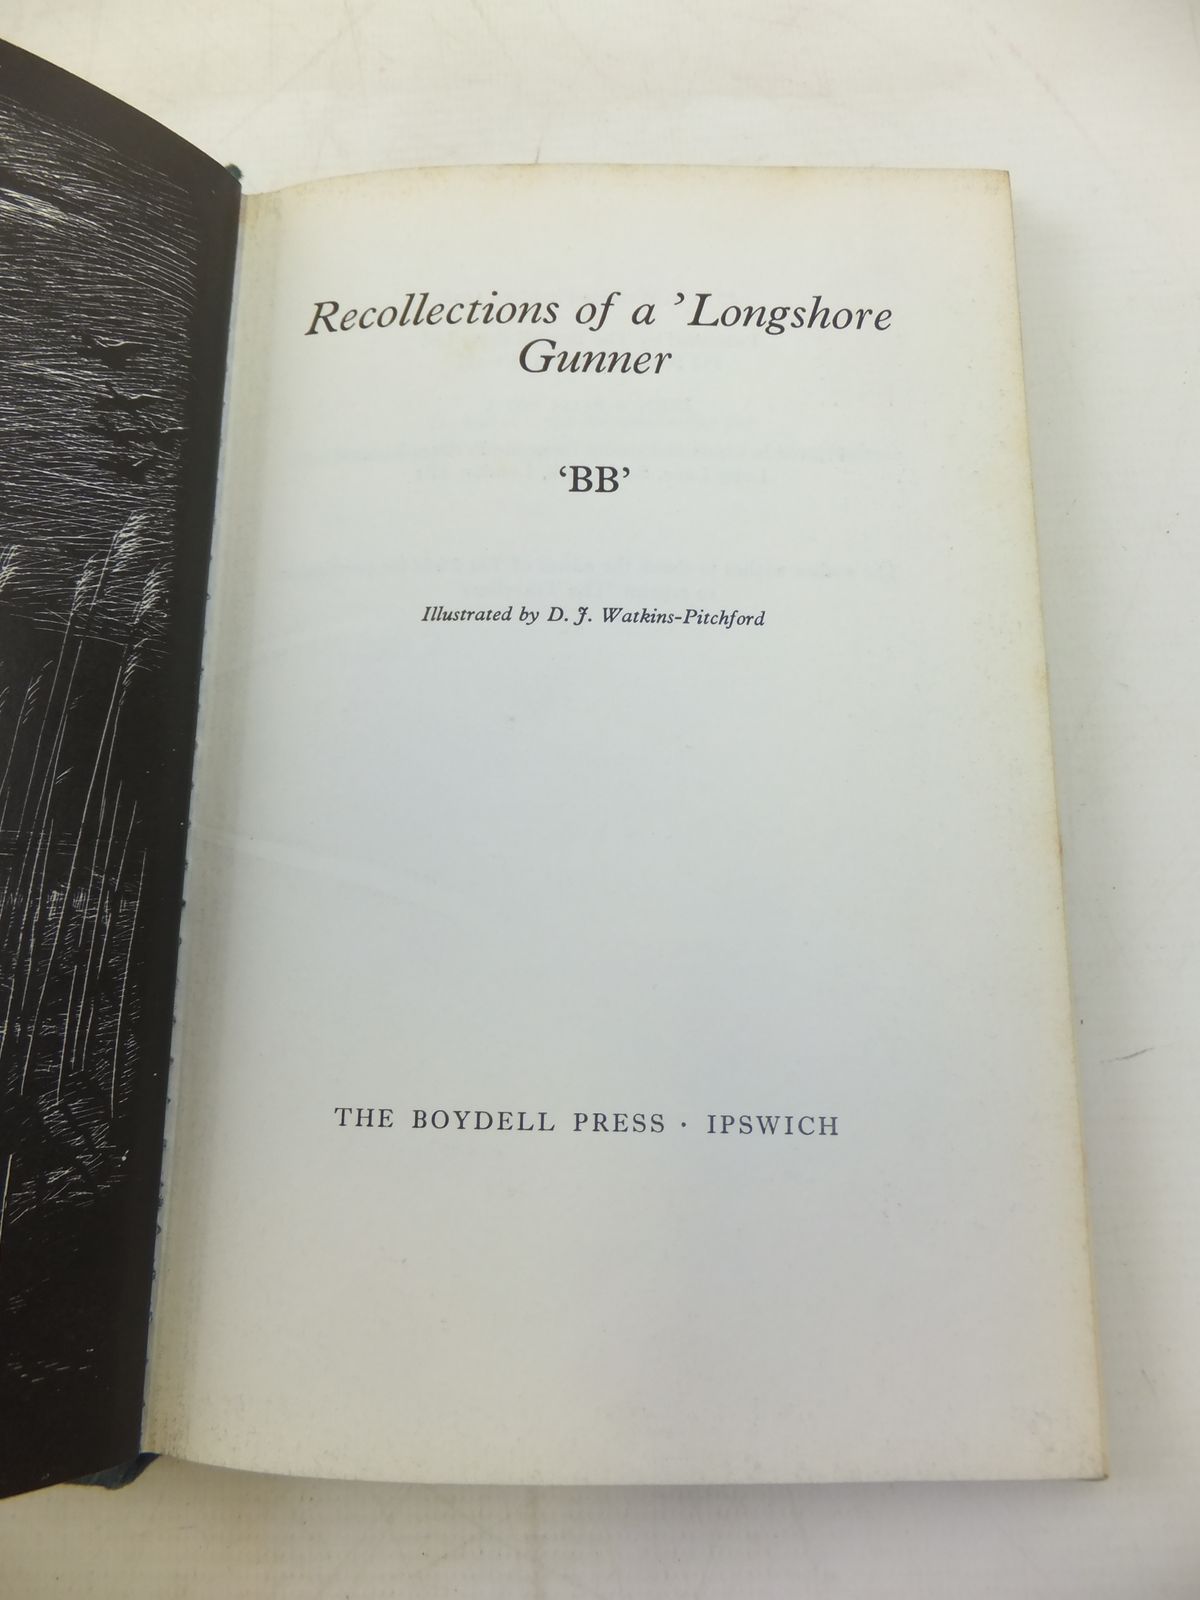 Recollections of a ’Longshore
Gunner
‘BB’
Illustrated by D. J. Watkins-Pitchford
THE BOYDELL PRESS · IPSWICH